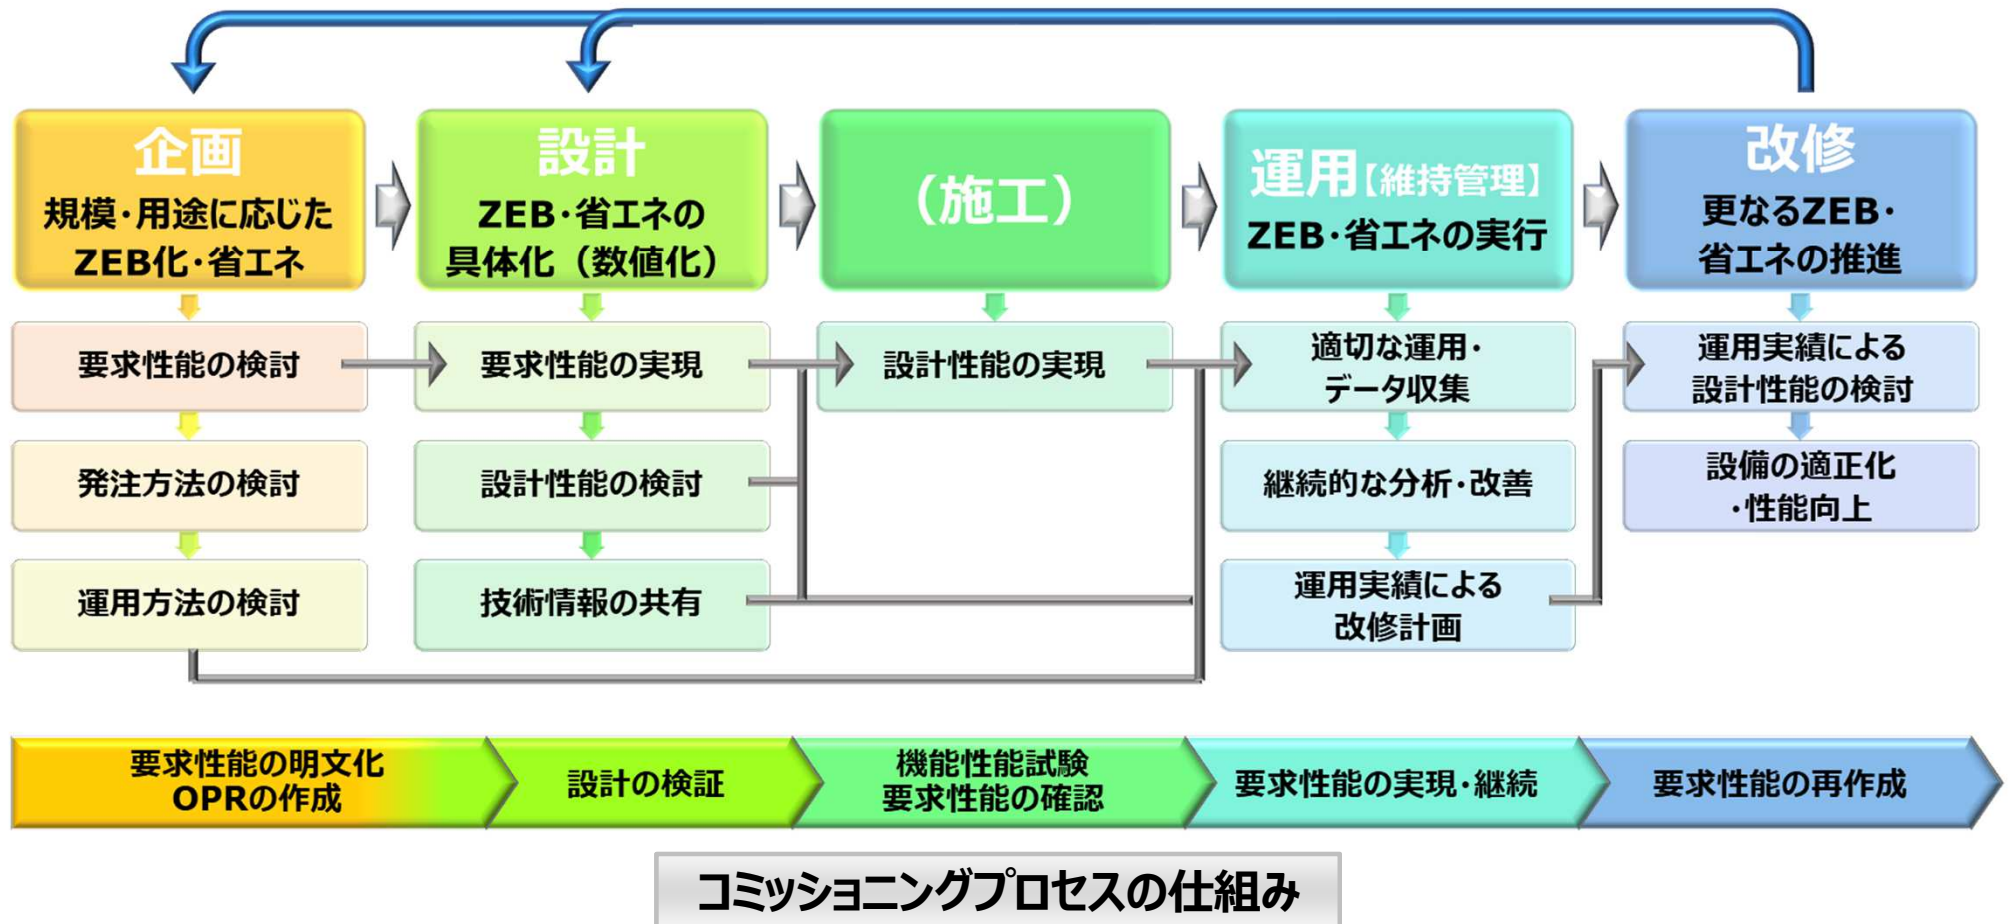 企画
規模・用途に応じた
ZEB化・省エネ
設計
ZEB・省エネの
具体化（数値化）
（施工）
運用【維持管理】
ZEB・省エネの実行
改修
更なるZEB・
省エネの推進
要求性能の検討
発注方法の検討
運用方法の検討
要求性能の実現
設計性能の検討
技術情報の共有
設計性能の実現
適切な運用・
データ収集
継続的な分析・改善
運用実績による
改修計画
運用実績による
設計性能の検討
設備の適正化
・性能向上
要求性能の明文化
OPRの作成
設計の検証
機能性能試験
要求性能の確認
要求性能の実現・継続
要求性能の再作成
コミッショニングプロセスの仕組み